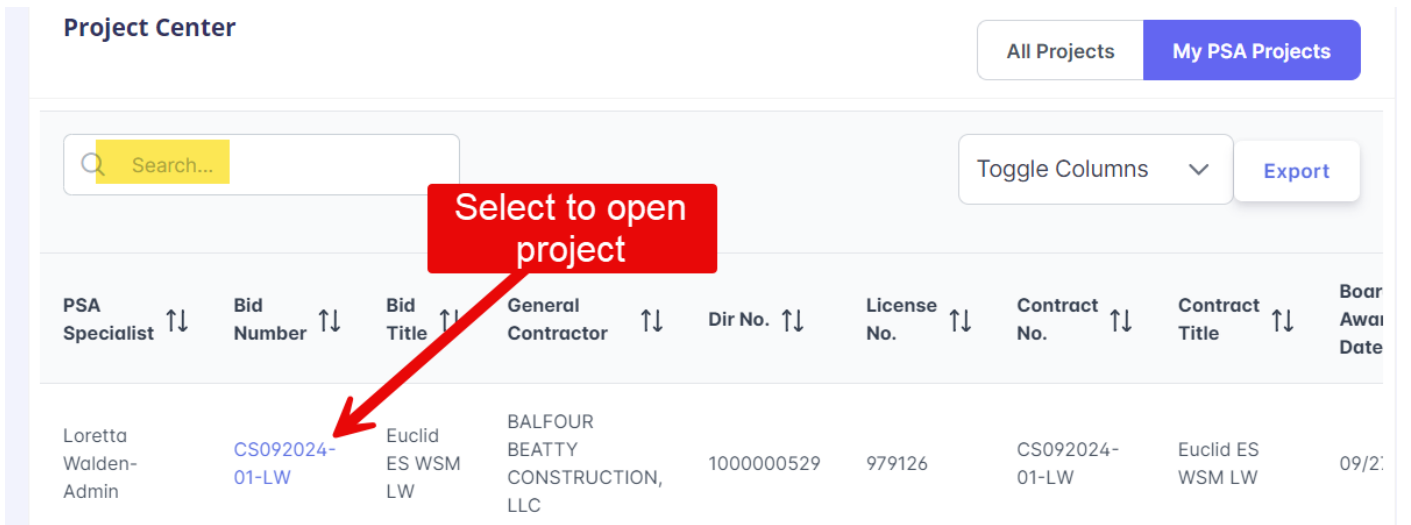 Project Center
All Projects
My PSA Projects
Search...
Toggle Columns
Export
Select to open
project
PSA
Specialist
Bid
Number
Bid
Title
General
Contractor
Dir No.
License
No.
Contract
No.
Contract
Title
Loretta
Walden-
Admin
CS092024-
01-LW
Euclid
ES WSM
LW
BALFOUR
BEATTY
CONSTRUCTION,
LLC
1000000529
979126
CS092024-
01-LW
Euclid ES
WSM LW
Date